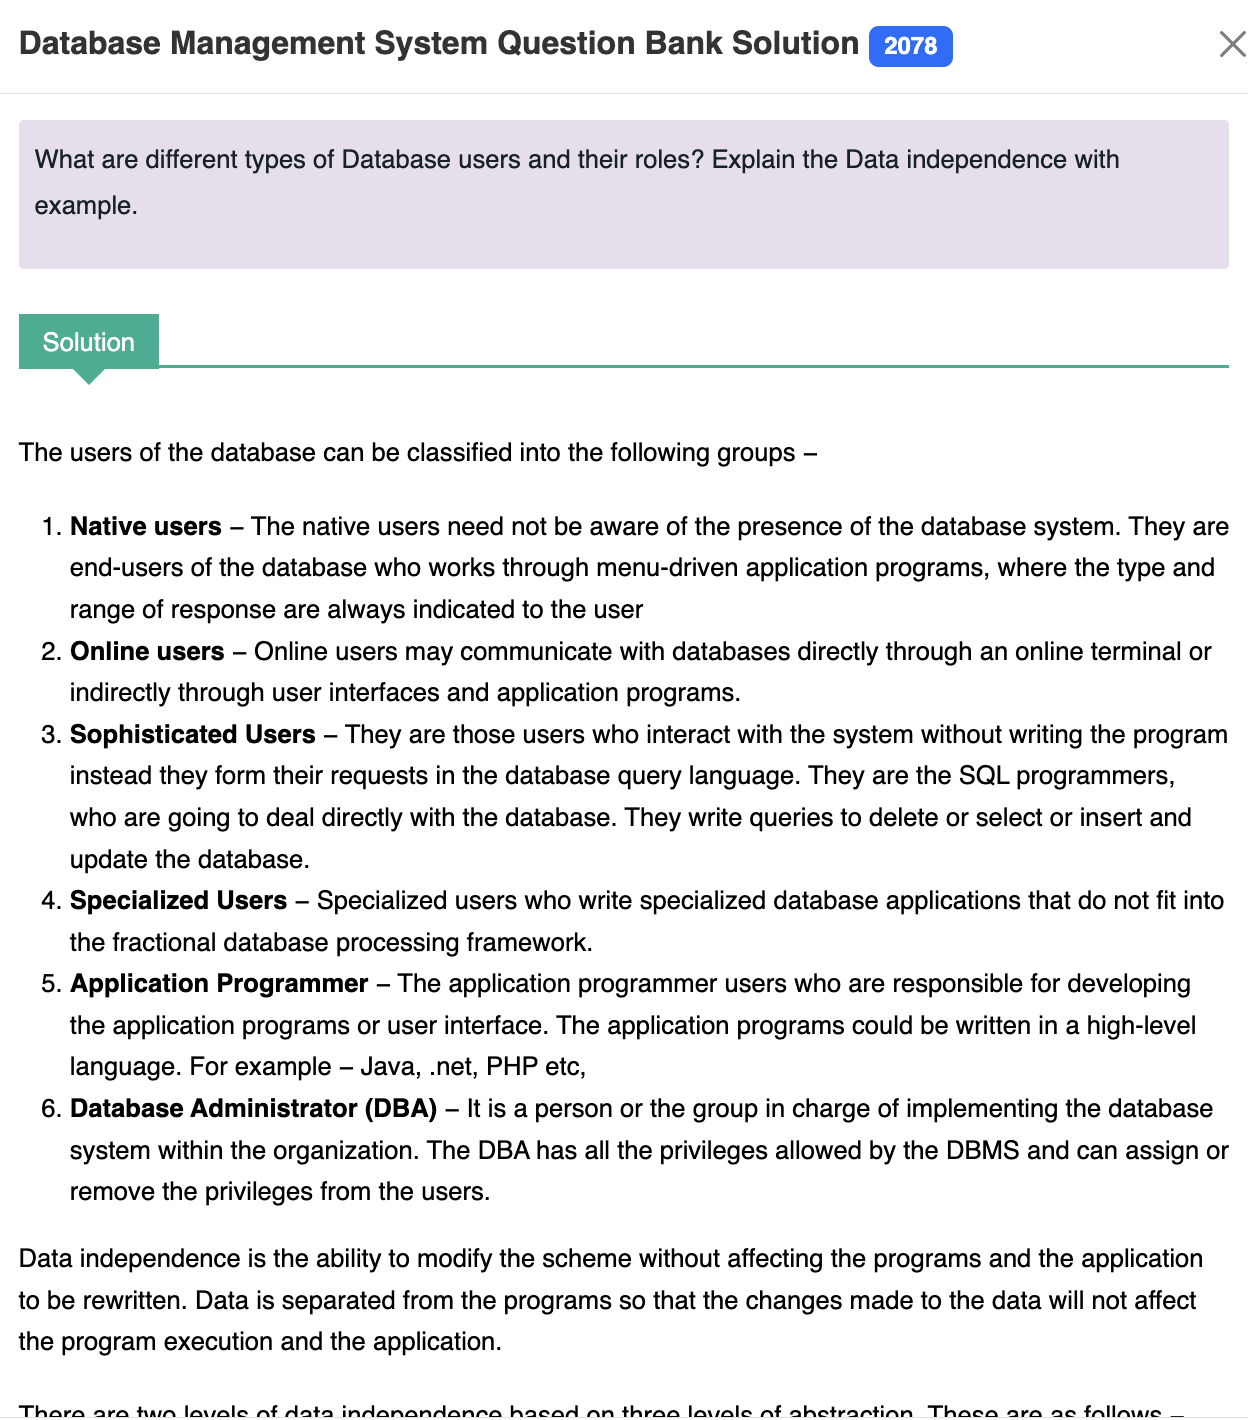 Database Management System Question Bank Solution 2078
What are different types of Database users and their roles? Explain the Data independence with
example.
Solution
The users of the database can be classified into the following groups –
1. Native users – The native users need not be aware of the presence of the database system. They are
end-users of the database who works through menu-driven application programs, where the type and
range of response are always indicated to the user
2. Online users – Online users may communicate with databases directly through an online terminal or
indirectly through user interfaces and application programs.
3. Sophisticated Users – They are those users who interact with the system without writing the program
instead they form their requests in the database query language. They are the SQL programmers,
who are going to deal directly with the database. They write queries to delete or select or insert and
update the database.
4. Specialized Users – Specialized users who write specialized database applications that do not fit into
the fractional database processing framework.
5. Application Programmer – The application programmer users who are responsible for developing
the application programs or user interface. The application programs could be written in a high-level
language. For example – Java, .net, PHP etc,
6. Database Administrator (DBA) – It is a person or the group in charge of implementing the database
system within the organization. The DBA has all the privileges allowed by the DBMS and can assign or
remove the privileges from the users.
Data independence is the ability to modify the scheme without affecting the programs and the application
to be rewritten. Data is separated from the programs so that the changes made to the data will not affect
the program execution and the application.
There are two levels of data independence based on three levels of abstraction. These are as follows –